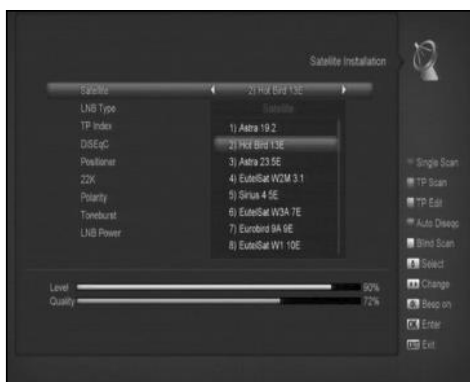 Satellite Installation
Satellite 2) Hot Bird 13E
LNB Type Satellite
TP Index
DiSEqC
Positioner
22K
Polarity
Toneburst
LNB Power
1) Astra 19.2
2) Hot Bird 13E
3) Astra 23.5E
4) EutelSat W2M 3.1
5) Sirius 4 5E
6) EutelSat W3A 7E
7) Eurobird 9A 9E
8) EutelSat W1 10E
Single Scan
TP Scan
TP Edit
Auto Diseqc
Blind Scan
Select
Change
Beep on
OK Enter
EXIT Exit
Level 90%
Quality 72%